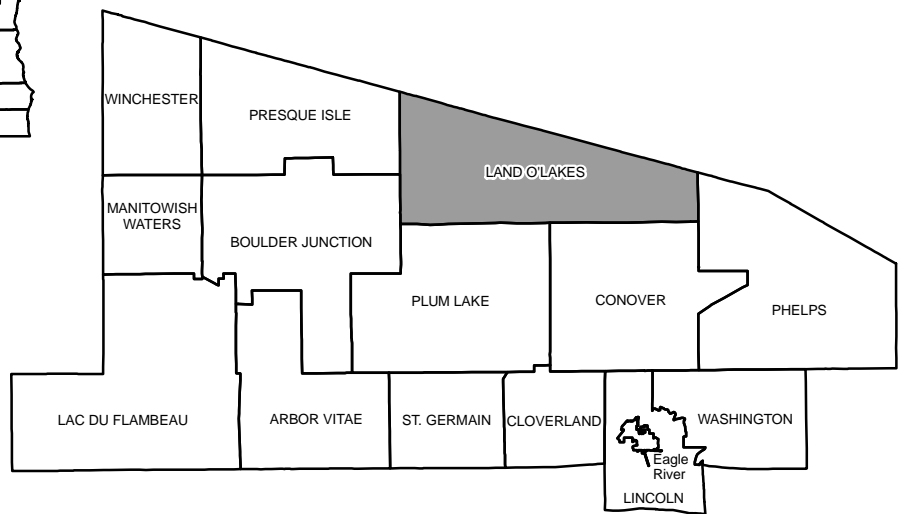 WINCHESTER
PRESQUE ISLE
LAND O'LAKES
MANITOWISH
WATERS
BOULDER JUNCTION
PLUM LAKE
CONOVER
PHELPS
LAC DU FLAMBEAU
ARBOR VITAE
ST. GERMAIN
CLOVERLAND
WASHINGTON
Eagle
River
LINCOLN